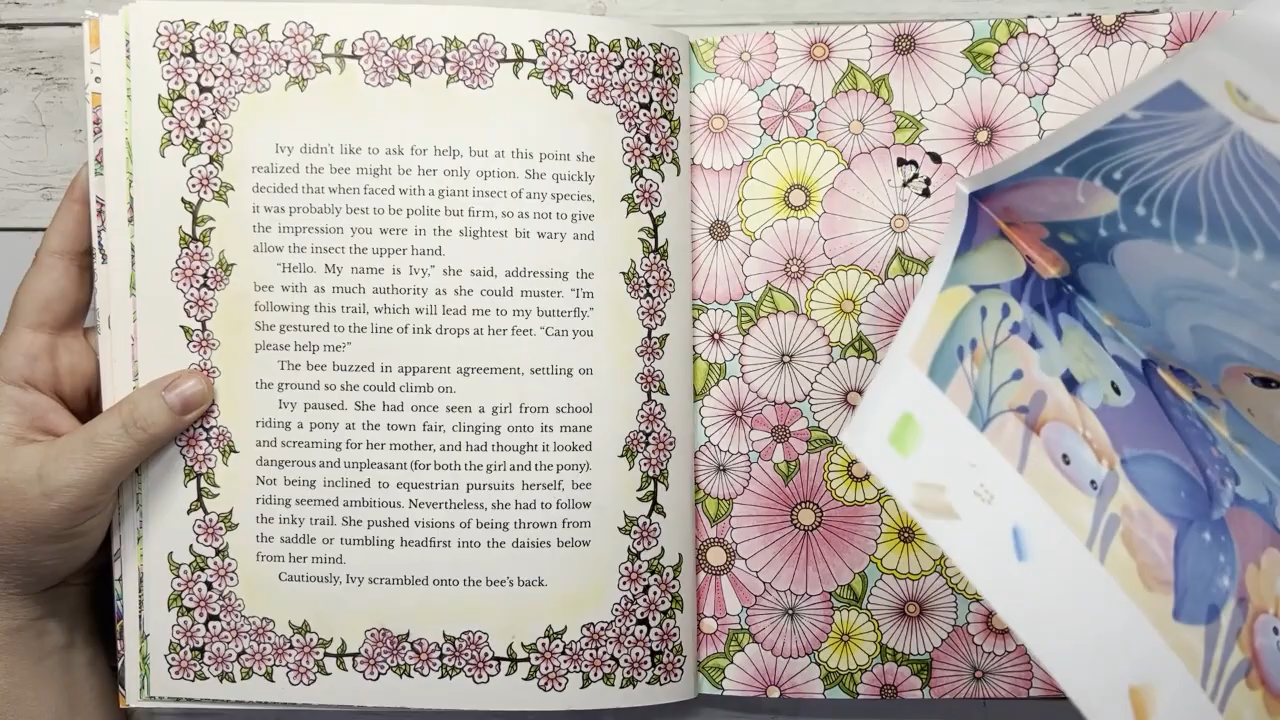 Ivy didn't like to ask for help, but at this point she
realized the bee might be her only option. She quickly
decided that when faced with a giant insect of any species,
it was probably best to be polite but firm, so as not to give
the impression you were in the slightest bit wary and
allow the insect the upper hand.
“Hello. My name is Ivy,” she said, addressing the
bee with as much authority as she could muster. “I'm
following this trail, which will lead me to my butterfly.”
She gestured to the line of ink drops at her feet. “Can you
please help me?”
The bee buzzed in apparent agreement, settling on
the ground so she could climb on.
Ivy paused. She had once seen a girl from school
riding a pony at the town fair, clinging onto its mane
and screaming for her mother, and had thought it looked
dangerous and unpleasant (for both the girl and the pony).
Not being inclined to equestrian pursuits herself, bee
riding seemed ambitious. Nevertheless, she had to follow
the inky trail. She pushed visions of being thrown from
the saddle or tumbling headfirst into the daisies below
from her mind.
Cautiously, Ivy scrambled onto the bee's back.